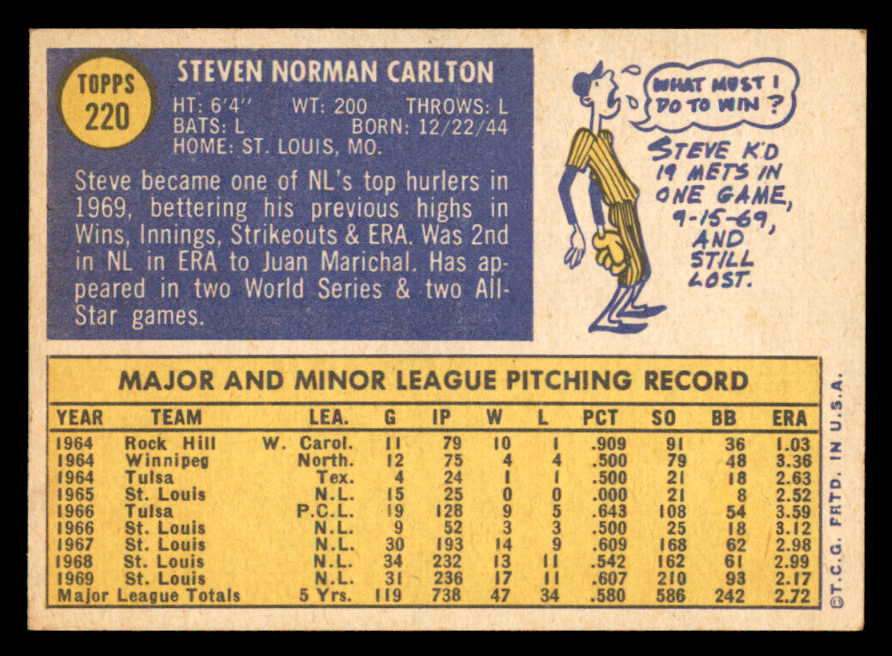 TOPPS
220
STEVEN NORMAN CARLTON
HT: 6'4" WT: 200 THROWS: L
BATS: L BORN: 12/22/44
HOME: ST. LOUIS, MO.
Steve became one of NL's top hurlers in
1969, bettering his previous highs in
Wins, Innings, Strikeouts & ERA. Was 2nd
in NL in ERA to Juan Marichal. Has ap-
peared in two World Series & two All-
Star games.
WHAT MUST I
DO TO WIN?
STEVE K'D
19 METS IN
ONE GAME,
9-15-69,
AND
STILL
LOST.
MAJOR AND MINOR LEAGUE PITCHING RECORD
YEAR TEAM LEA. G IP W L PCT SO BB ERA
1964 Rock Hill W. Carol. 11 79 10 1 .909 91 36 1.03
1964 Winnipeg North. 12 75 4 4 .500 79 48 3.36
1964 Tulsa Tex. 4 24 1 1 .500 21 18 2.63
1965 St. Louis N.L. 15 25 0 0 .000 21 8 2.52
1966 Tulsa P.C.L. 19 128 9 5 .643 108 54 3.59
1966 St. Louis N.L. 9 52 3 3 .500 25 18 3.12
1967 St. Louis N.L. 30 193 14 9 .609 168 62 2.98
1968 St. Louis N.L. 34 232 13 11 .542 162 61 2.99
1969 St. Louis N.L. 31 236 17 11 .607 210 93 2.17
Major League Totals 5 Yrs. 119 738 47 34 .580 586 242 2.72
©T.C.G. PRTD. IN U.S.A.